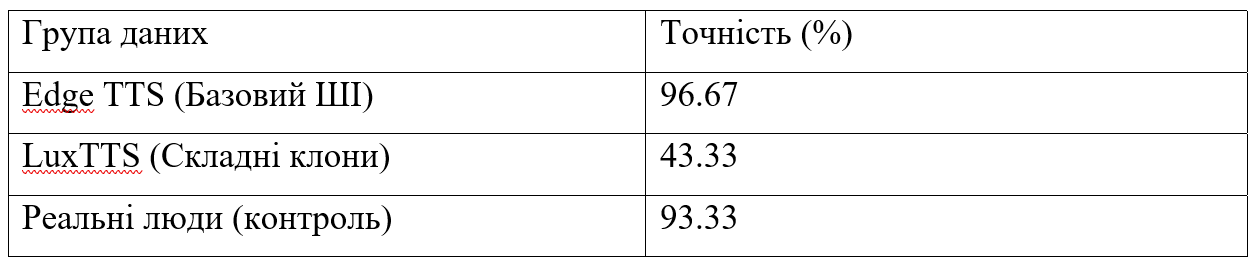 Група даних
Точність (%)
Edge TTS (Базовий ШІ)
96.67
LuxTTS (Складні клони)
43.33
Реальні люди (контроль)
93.33